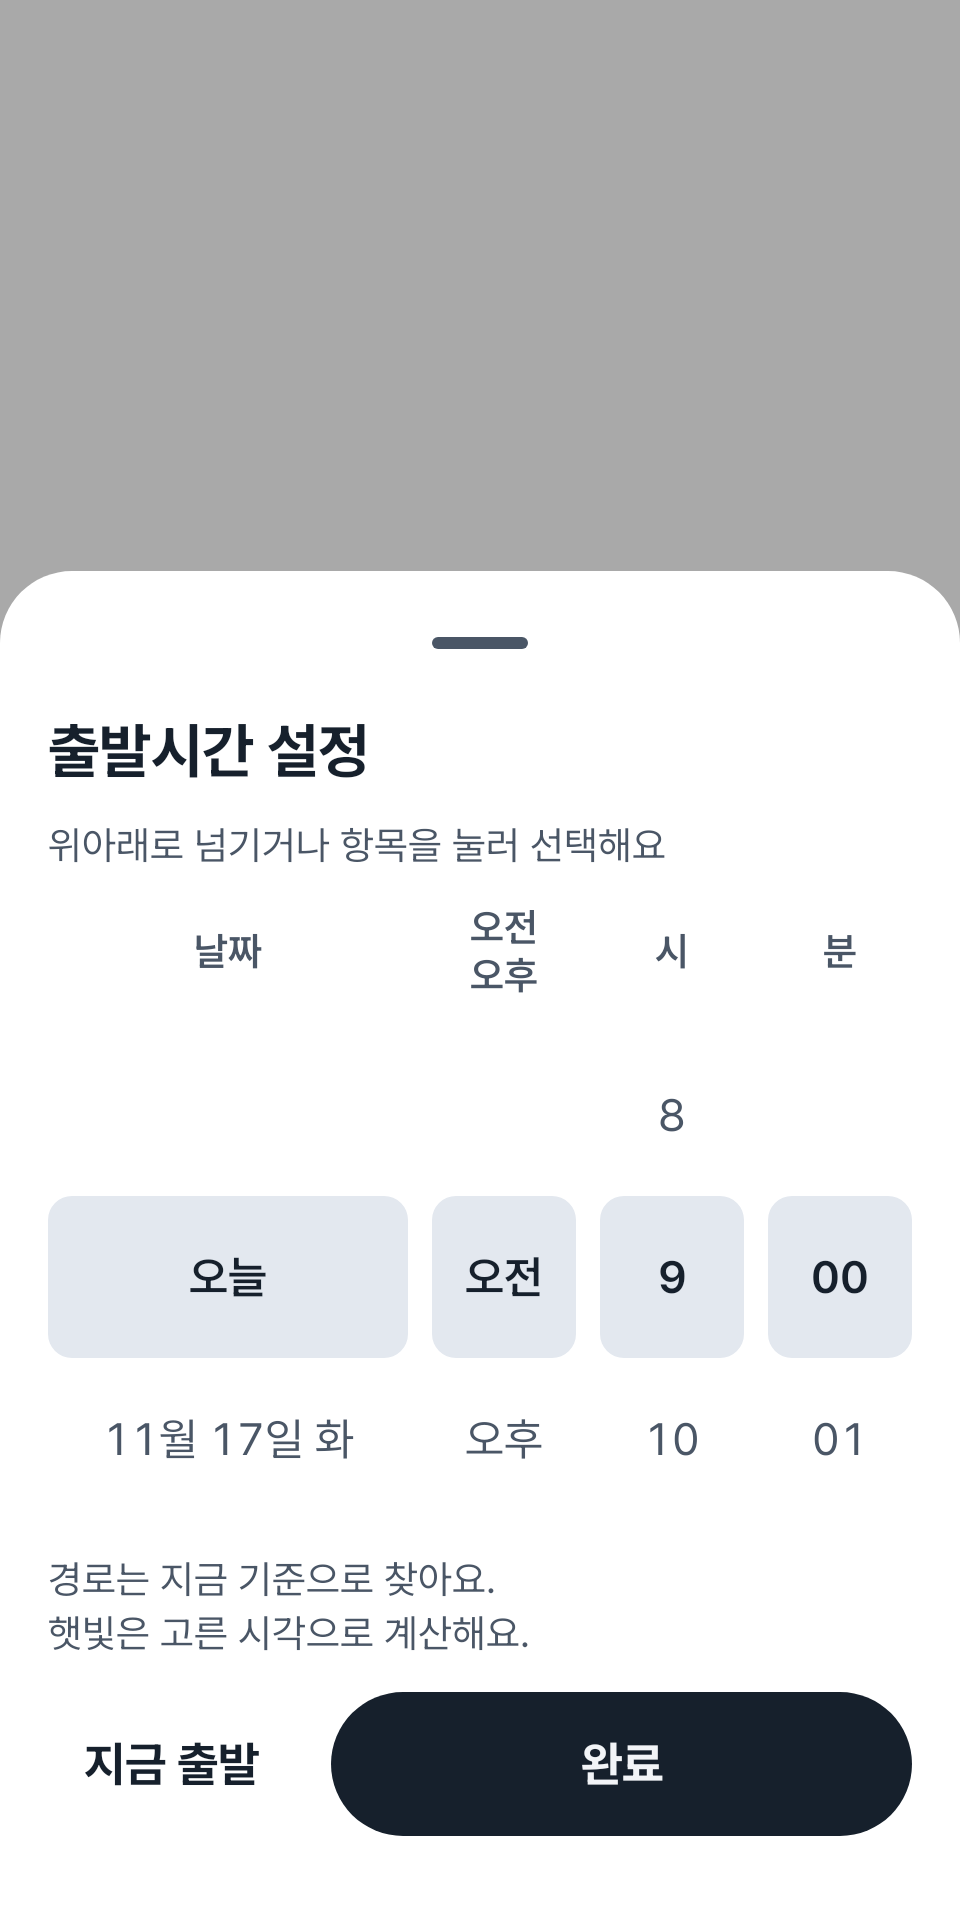 출발시간 설정
위아래로 넘기거나 항목을 눌러 선택해요
날짜
오전
오후
시
분
8
오늘
오전
9
00
11월 17일 화
오후
10
01
경로는 지금 기준으로 찾아요.
햇빛은 고른 시각으로 계산해요.
지금 출발
완료